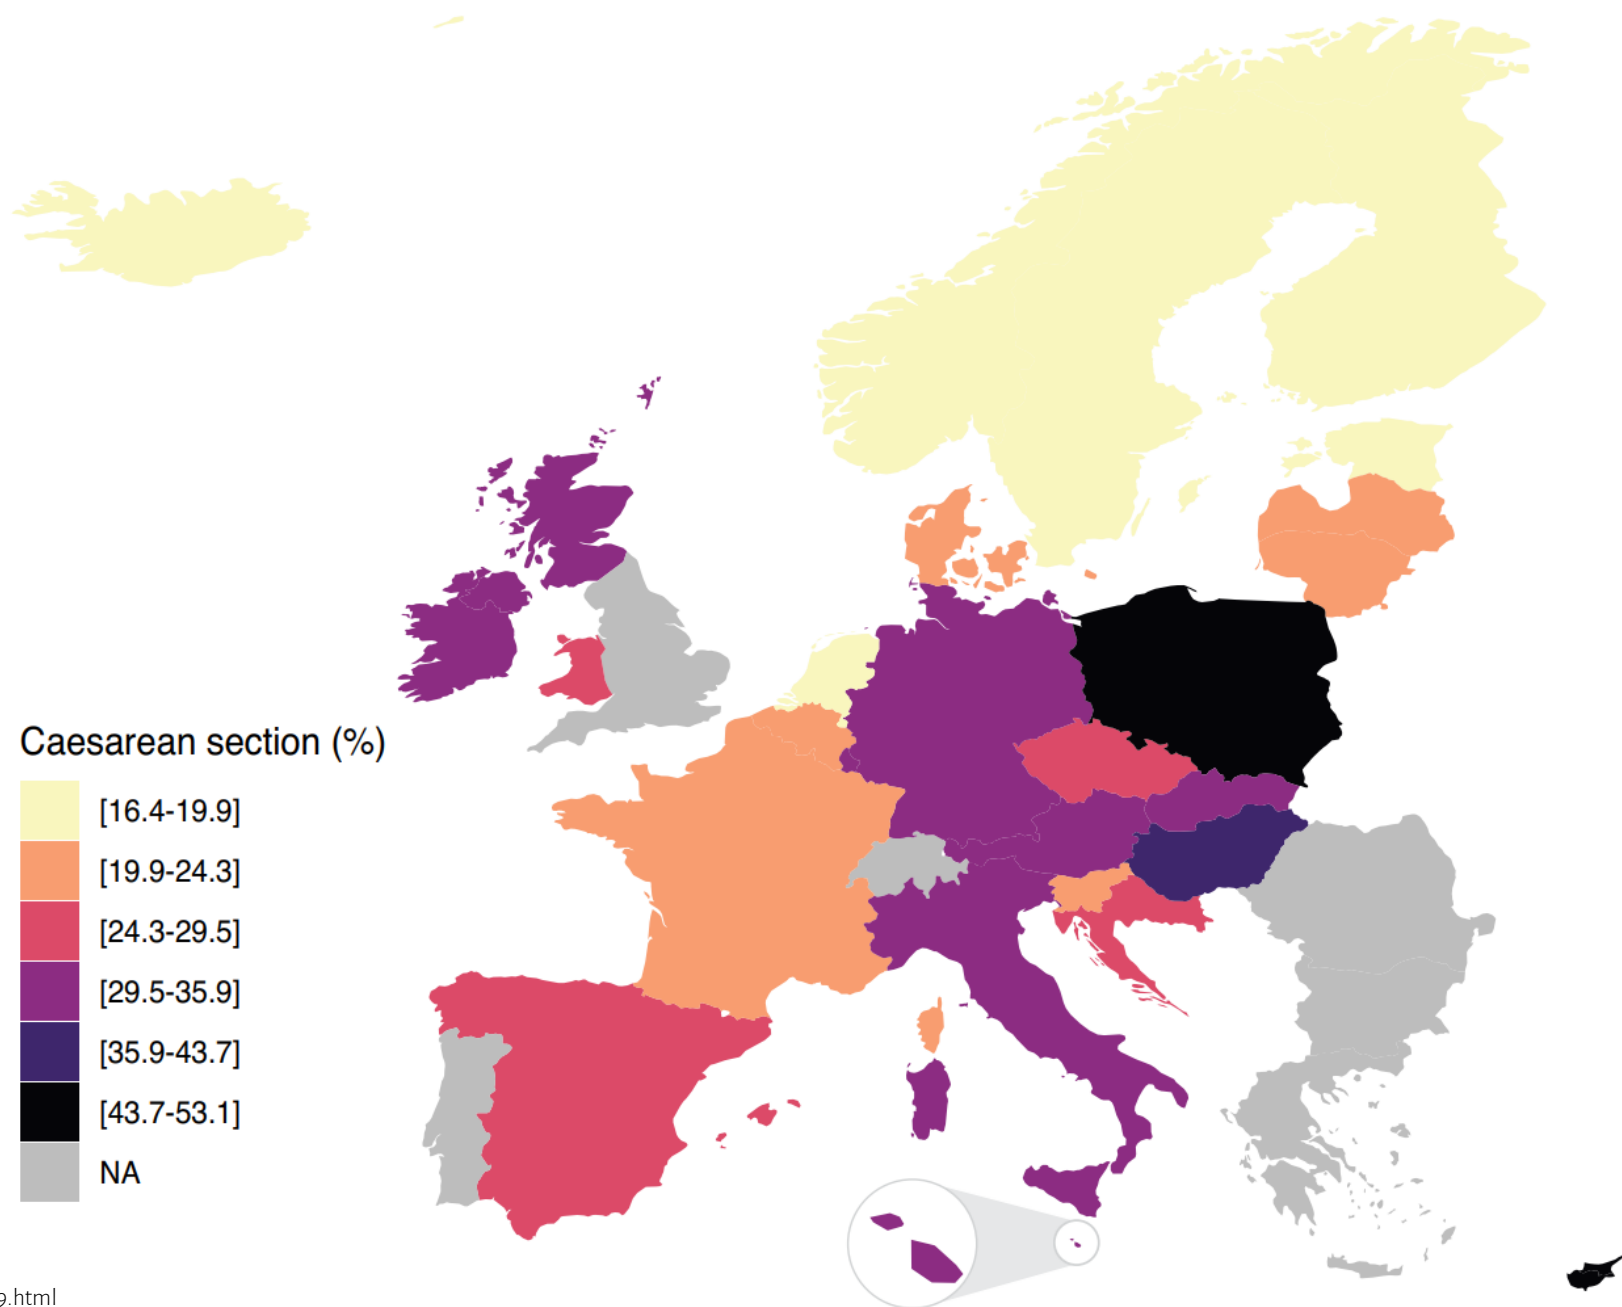 Caesarean section (%)
[16.4-19.9]
[19.9-24.3]
[24.3-29.5]
[29.5-35.9]
[35.9-43.7]
[43.7-53.1]
NA
9.html